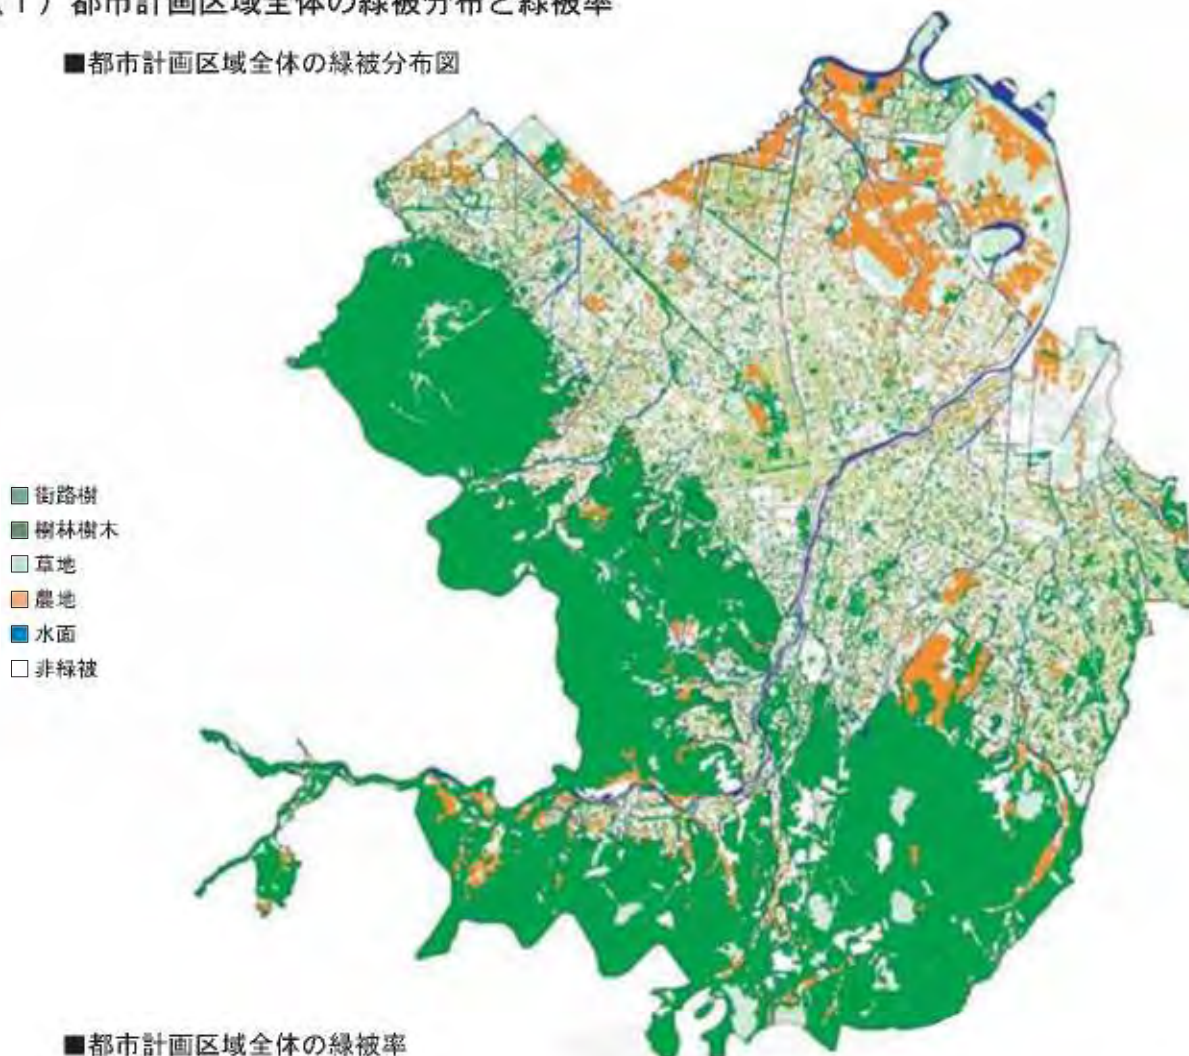 （1）都市計画区域全体の緑被分布と緑被率
■都市計画区域全体の緑被分布図
街路樹
樹林樹木
草地
農地
水面
非緑被
■都市計画区域全体の緑被率